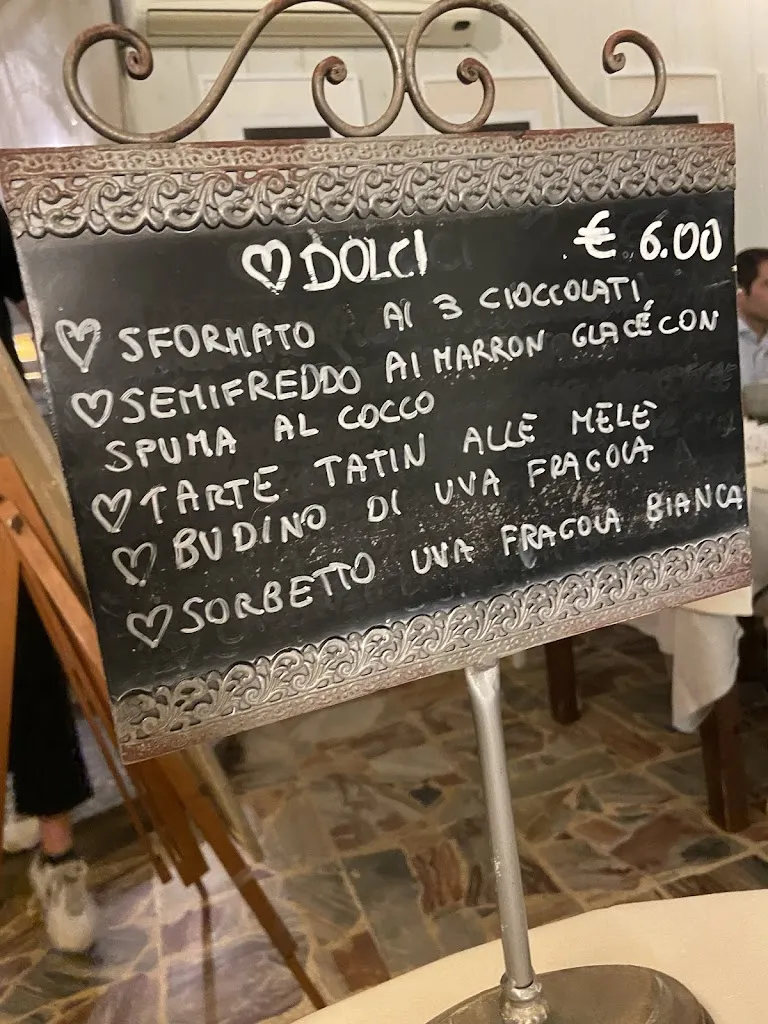 ♡ DOLCI € 6.00
♡ SFORMATO AI 3 CIOCCOLATI
♡ SEMIFREDDO AI MARRON GLACÉ CON
SPUMA AL COCCO
♡ TARTE TATIN ALLE MELE
♡ BUDINO DI UVA FRAGOLA
♡ SORBETTO UVA FRAGOLA BIANCA